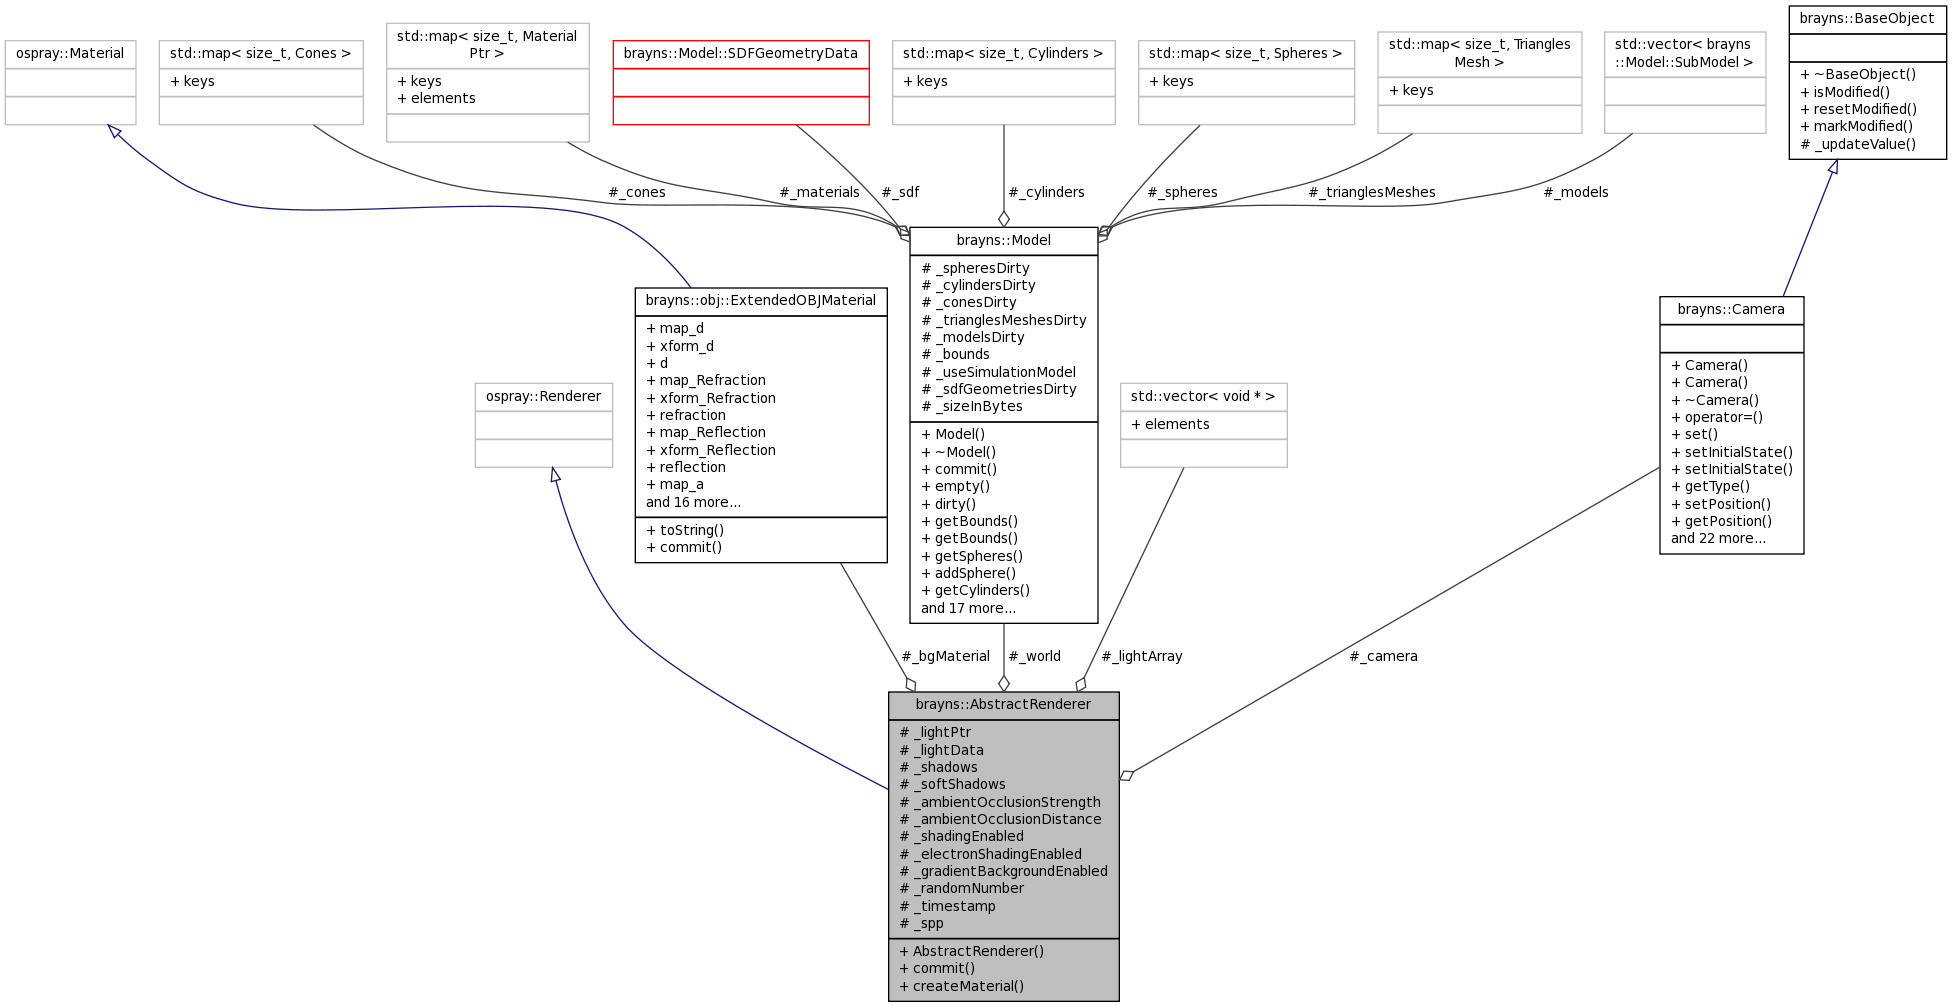 ospray::Material
std::map< size_t, Cones >
+ keys
std::map< size_t, Material
Ptr >
+ keys
+ elements
brayns::Model::SDFGeometryData
std::map< size_t, Cylinders >
+ keys
std::map< size_t, Spheres >
+ keys
std::map< size_t, Triangles
Mesh >
+ keys
std::vector< brayns
::Model::SubModel >
brayns::BaseObject
+ ~BaseObject()
+ isModified()
+ resetModified()
+ markModified()
# _updateValue()
#_cones
#_materials
#_sdf
#_cylinders
#_spheres
#_trianglesMeshes
#_models
brayns::obj::ExtendedOBJMaterial
+ map_d
+ xform_d
+ d
+ map_Refraction
+ xform_Refraction
+ refraction
+ map_Reflection
+ xform_Reflection
+ reflection
+ map_a
and 16 more...
+ toString()
+ commit()
brayns::Model
# _spheresDirty
# _cylindersDirty
# _conesDirty
# _trianglesMeshesDirty
# _modelsDirty
# _bounds
# _useSimulationModel
# _sdfGeometriesDirty
# _sizeInBytes
+ Model()
+ ~Model()
+ commit()
+ empty()
+ dirty()
+ getBounds()
+ getBounds()
+ getSpheres()
+ addSphere()
+ getCylinders()
and 17 more...
brayns::Camera
+ Camera()
+ Camera()
+ ~Camera()
+ operator=()
+ set()
+ setInitialState()
+ setInitialState()
+ getType()
+ setPosition()
+ getPosition()
and 22 more...
ospray::Renderer
std::vector< void * >
+ elements
#_bgMaterial
#_world
#_lightArray
#_camera
brayns::AbstractRenderer
# _lightPtr
# _lightData
# _shadows
# _softShadows
# _ambientOcclusionStrength
# _ambientOcclusionDistance
# _shadingEnabled
# _electronShadingEnabled
# _gradientBackgroundEnabled
# _randomNumber
# _timestamp
# _spp
+ AbstractRenderer()
+ commit()
+ createMaterial()